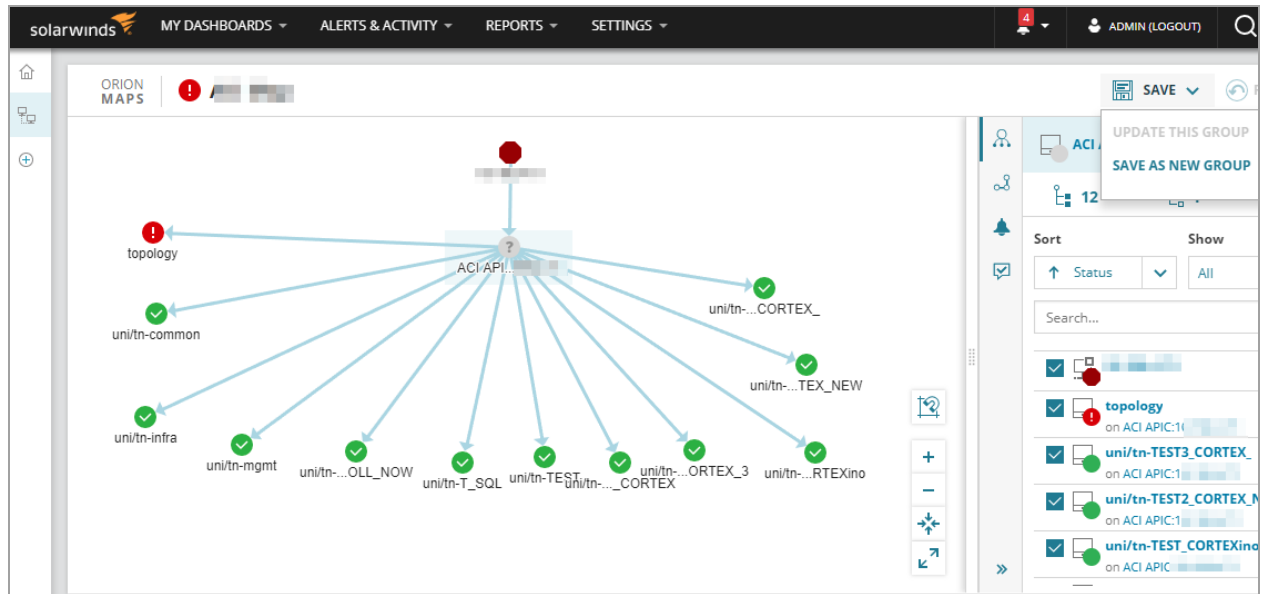 solarwinds MY DASHBOARDS ALERTS & ACTIVITY REPORTS SETTINGS 4 ADMIN (LOGOUT)
ORION
MAPS
SAVE
UPDATE THIS GROUP
SAVE AS NEW GROUP
ACI
12
Sort Show
Status All
Search...
topology
on ACI APIC:1
uni/tn-TEST3_CORTEX_
on ACI APIC:1
uni/tn-TEST2_CORTEX_N
on ACI APIC:1
uni/tn-TEST_CORTEXino
on ACI APIC
?
ACI API...
topology
uni/tn-common
uni/tn-...CORTEX_
uni/tn-...TEX_NEW
uni/tn-infra
uni/tn-mgmt
uni/tn-...OLL_NOW
uni/tn-T_SQL
uni/tn-TEST
uni/tn-..._CORTEX
uni/tn-...ORTEX_3
uni/tn-...RTEXino